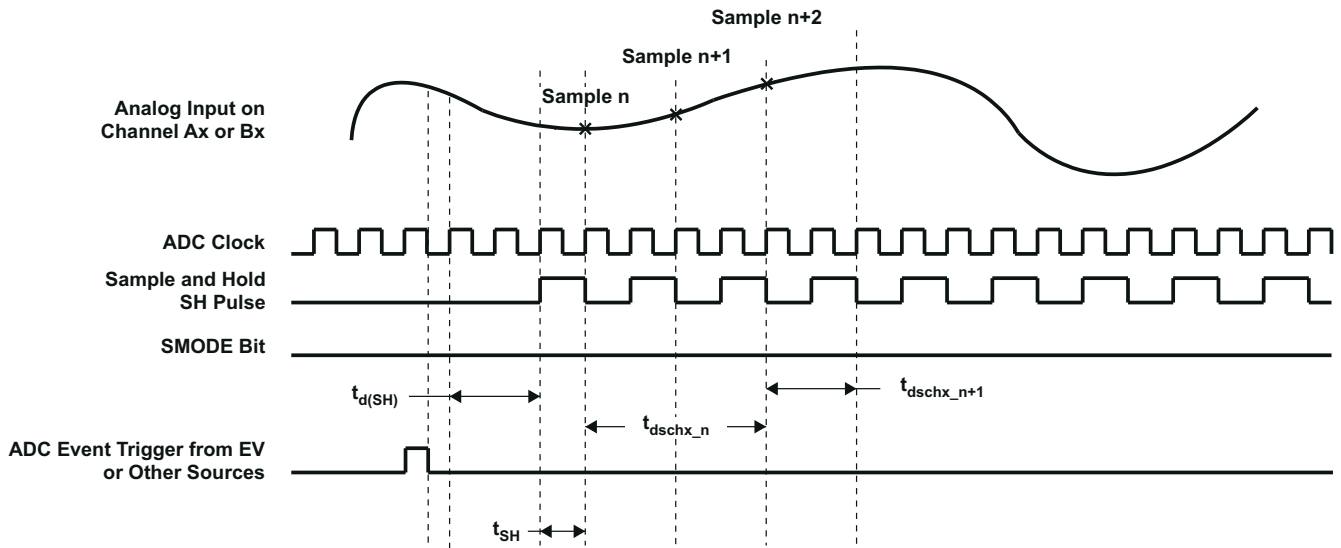 Sample n+2
Sample n+1
Sample n
Analog Input on
Channel Ax or Bx
ADC Clock
Sample and Hold
SH Pulse
SMODE Bit
td(SH)
tdschx_n+1
tdschx_n
ADC Event Trigger from EV
or Other Sources
tSH